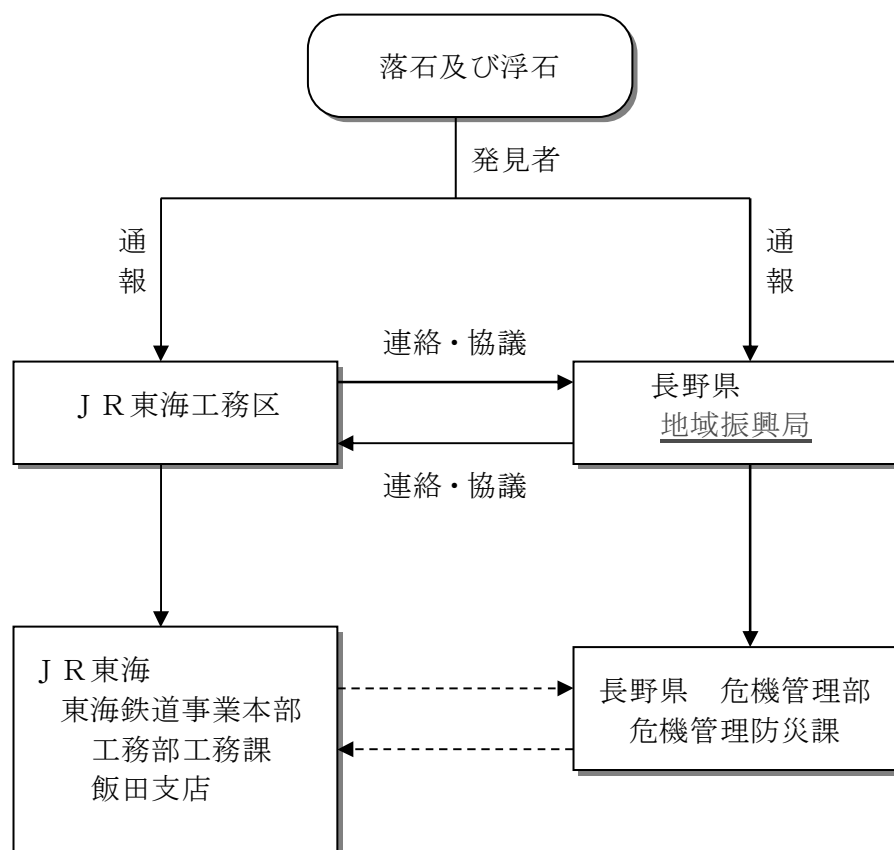 落石及び浮石
発見者
通報
通報
連絡・協議
ＪＲ東海工務区
長野県
地域振興局
連絡・協議
ＪＲ東海
東海鉄道事業本部
工務部工務課
飯田支店
長野県　危機管理部
危機管理防災課